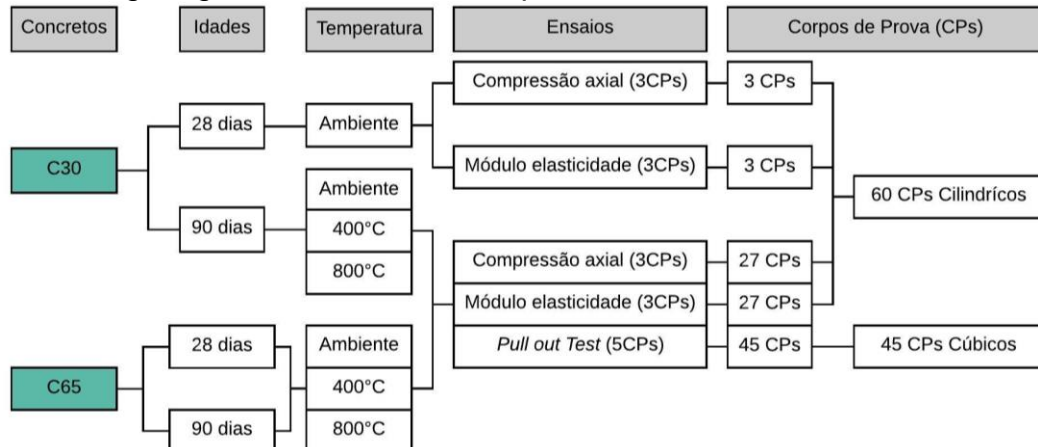 Concretos
Idades
Temperatura
Ensaios
Corpos de Prova (CPs)
Compressão axial (3CPs)
3 CPs
28 dias
Ambiente
C30
Módulo elasticidade (3CPs)
3 CPs
Ambiente
60 CPs Cilindrícos
90 dias
400°C
800°C
Compressão axial (3CPs)
27 CPs
Módulo elasticidade (3CPs)
27 CPs
28 dias
Ambiente
Pull out Test (5CPs)
45 CPs
45 CPs Cúbicos
C65
400°C
90 dias
800°C